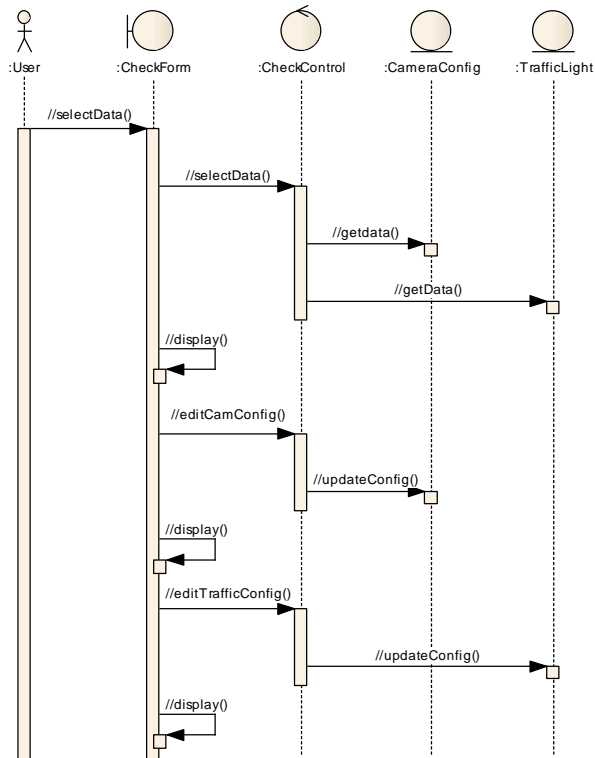 :User
:CheckForm
:CheckControl
:CameraConfig
:TrafficLight
//selectData()
//selectData()
//getdata()
//getData()
//display()
//editCamConfig()
//updateConfig()
//display()
//editTrafficConfig()
//updateConfig()
//display()